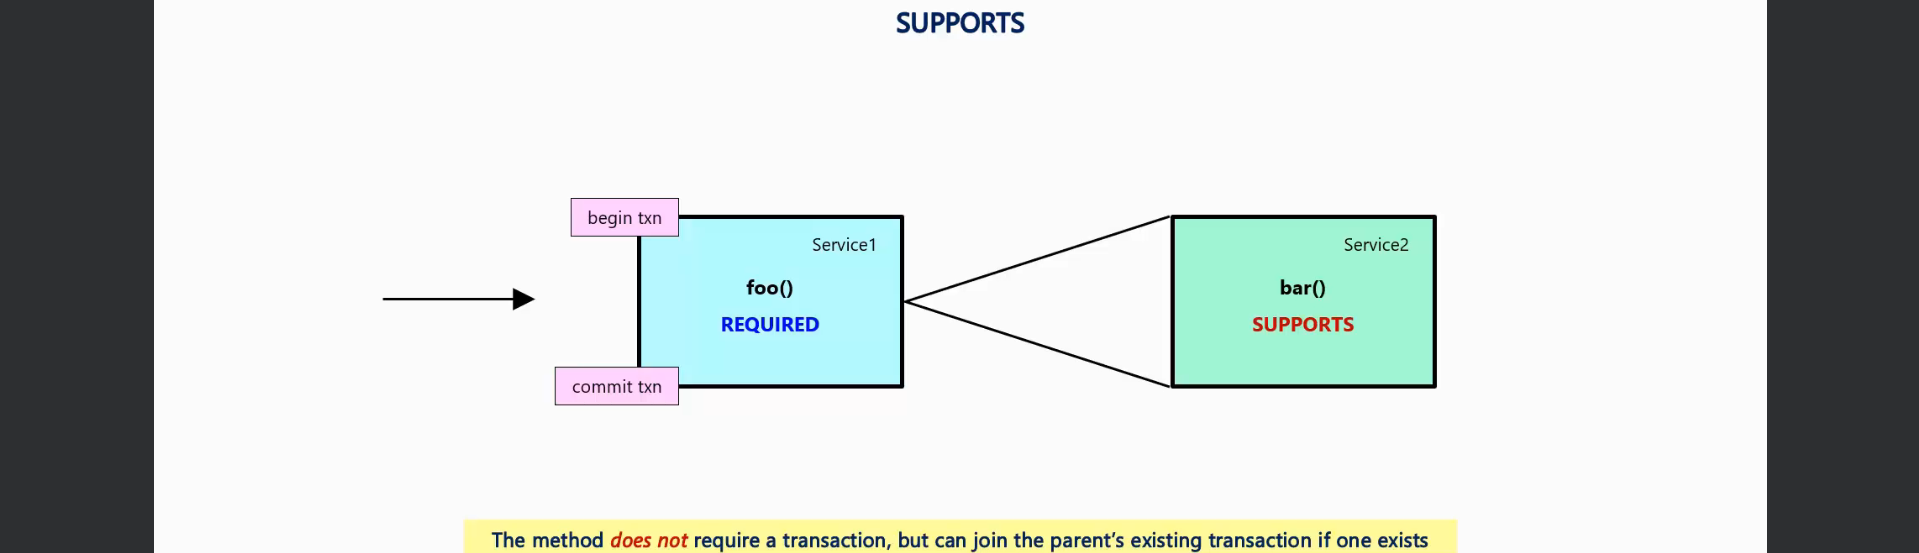 SUPPORTS
begin txn
Service1
foo()
REQUIRED
commit txn
Service2
bar()
SUPPORTS
The method does not require a transaction, but can join the parent’s existing transaction if one exists